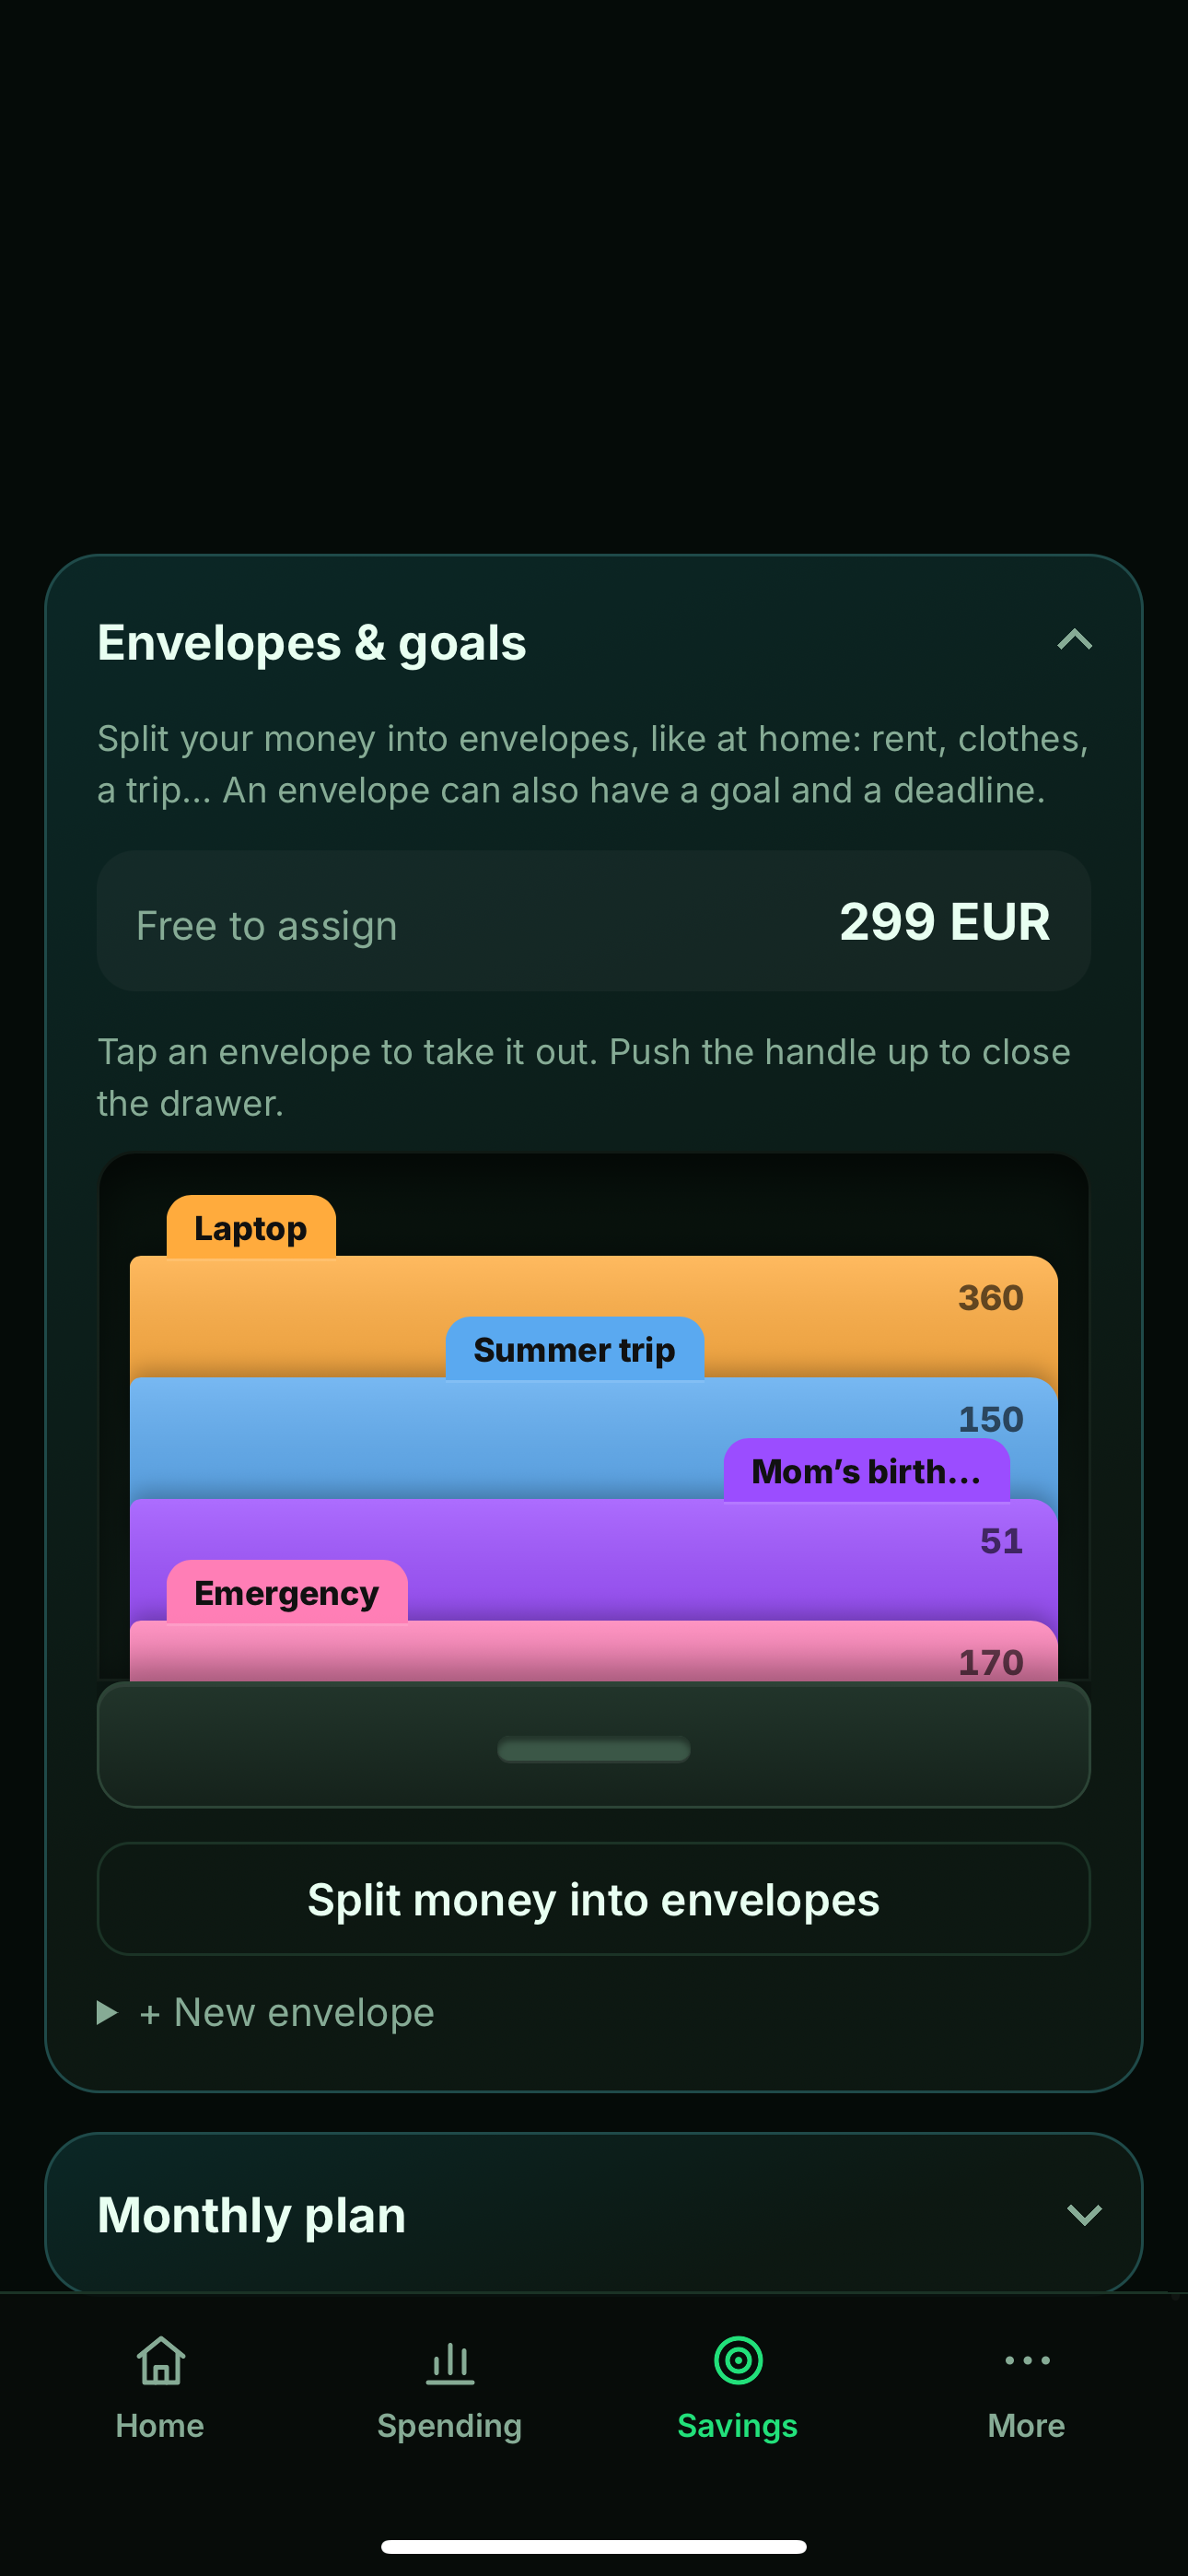 Envelopes & goals
Split your money into envelopes, like at home: rent, clothes,
a trip... An envelope can also have a goal and a deadline.
Free to assign
299 EUR
Tap an envelope to take it out. Push the handle up to close
the drawer.
Laptop
360
Summer trip
150
Mom’s birth...
51
Emergency
170
Split money into envelopes
+ New envelope
Monthly plan
Home
Spending
Savings
More